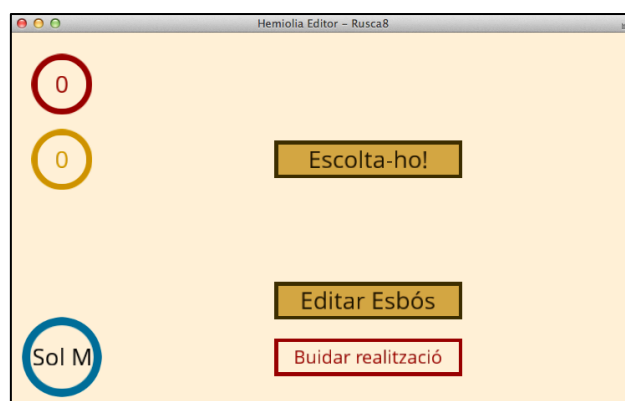 Hemiolia Editor – Rusca8
0
0
Escolta-ho!
Editar Esbós
Sol M
Buidar realització